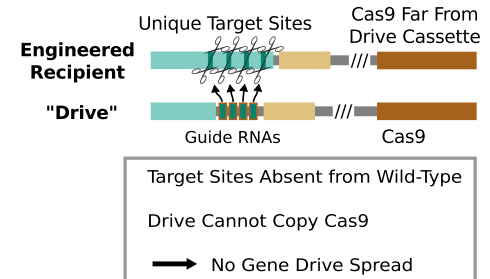 Unique Target Sites
Cas9 Far From
Drive Cassette
Engineered
Recipient
///
"Drive"
///
Guide RNAs
Cas9
Target Sites Absent from Wild-Type
Drive Cannot Copy Cas9
No Gene Drive Spread